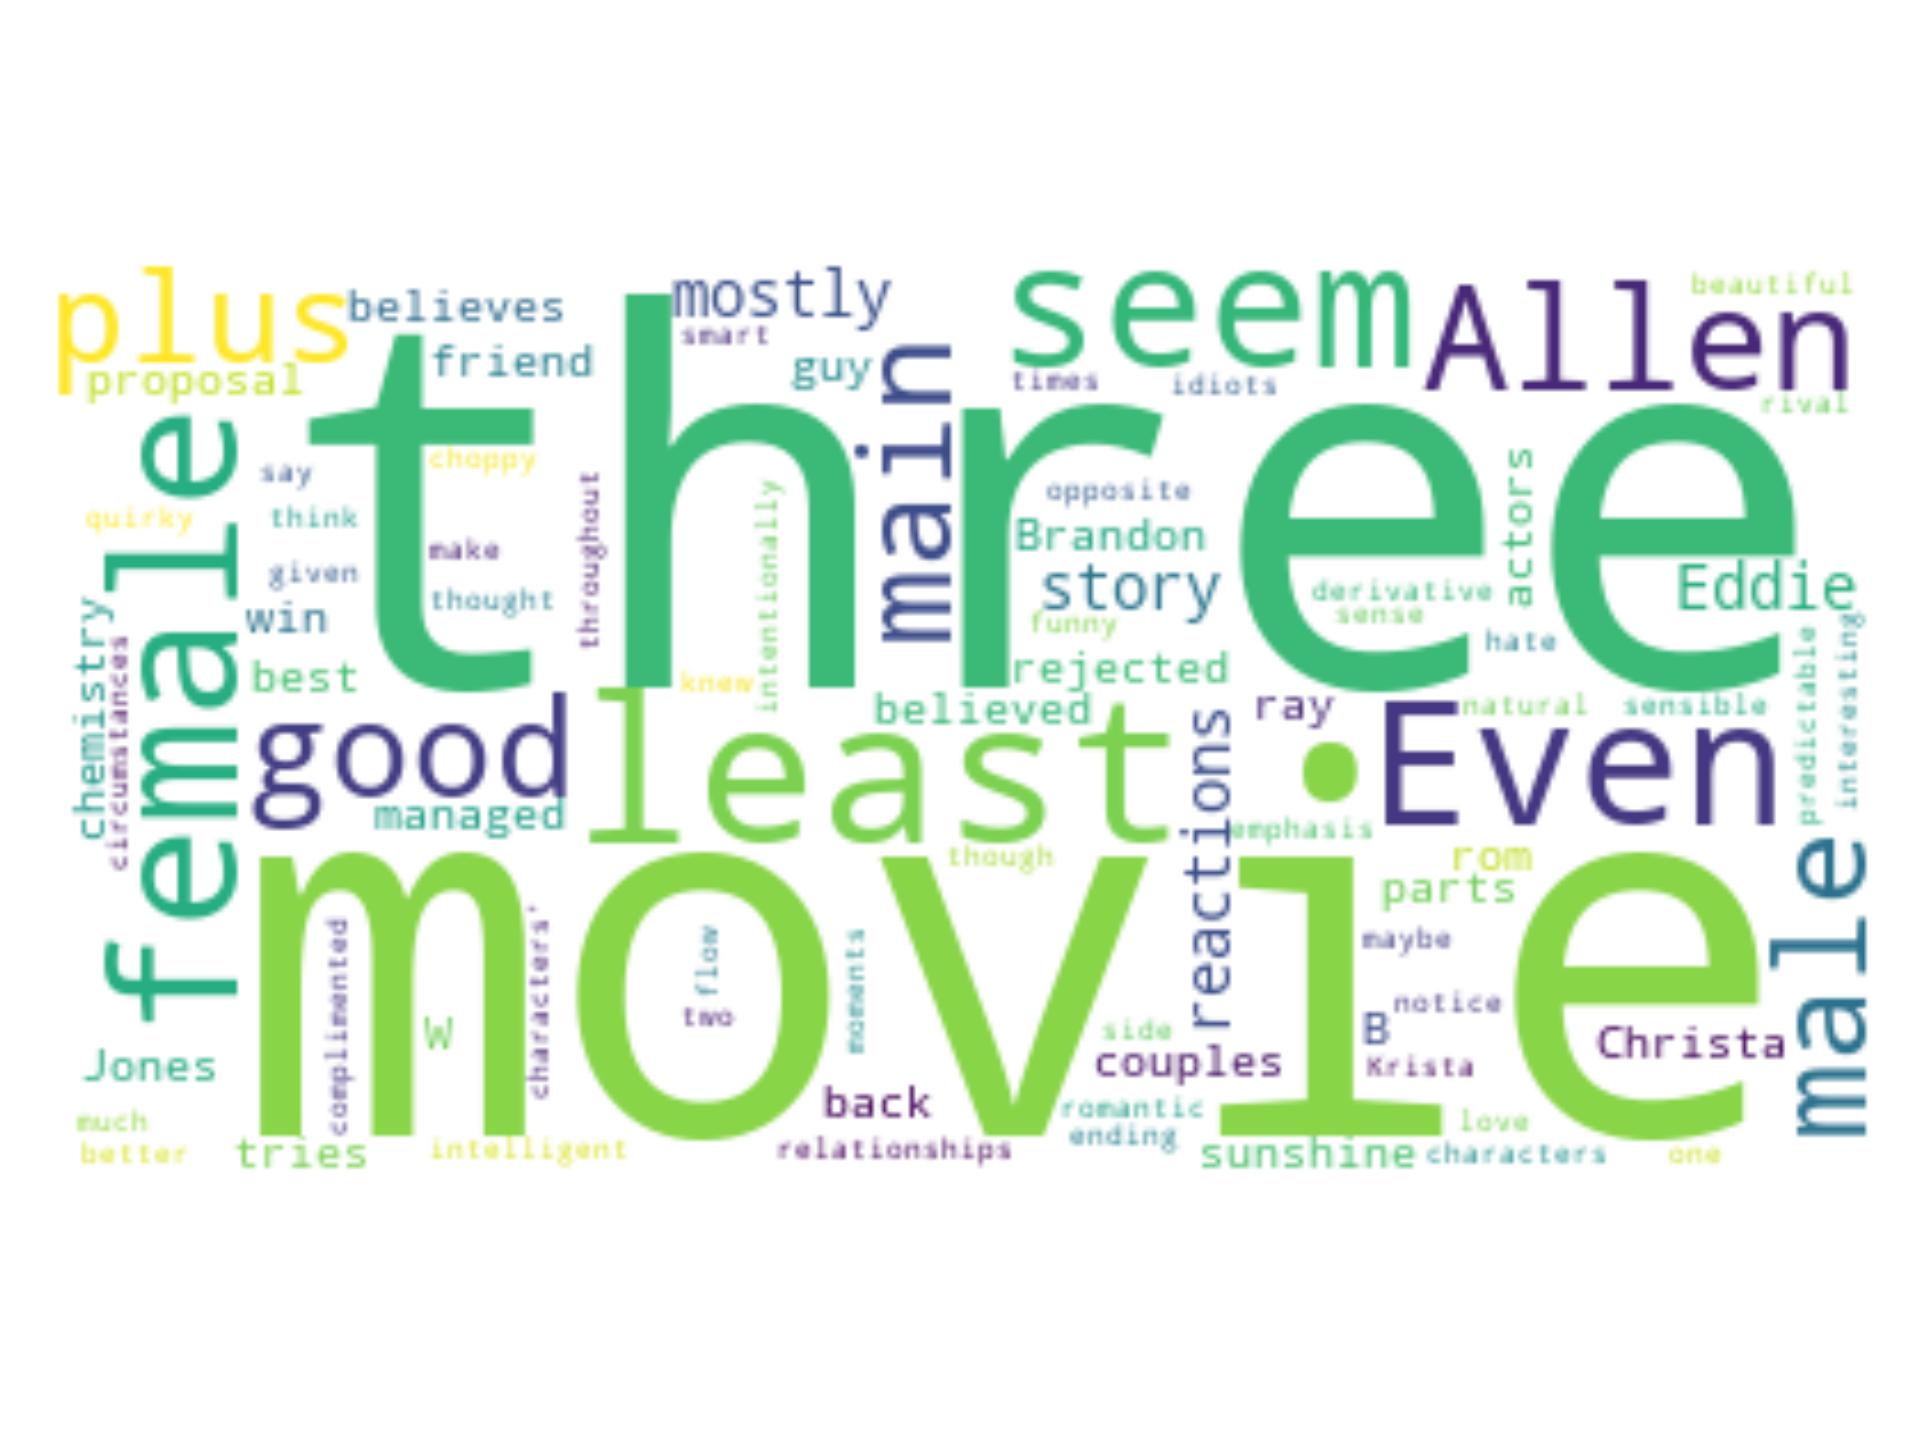 plus
believes
mostly
seem
Allen
beautiful
proposal
friend
smart
guy
main
times
idiots
rival
three
female
say
choppy
throughout
intentionally
opposite
actors
quirky
think
make
Brandon
given
thought
story
derivative
sense
Eddie
win
funny
hate
chemistry
circumstances
best
knew
rejected
predictable
interesting
good
least
believed
ray
natural
sensible
Even
managed
reactions
emphasis
though
movie
rom
parts
male
complimented
characters'
flow
moments
maybe
W
two
side
B
notice
Christa
Jones
couples
Krista
back
romantic
love
much
ending
better
tries
intelligent
relationships
sunshine
characters
one